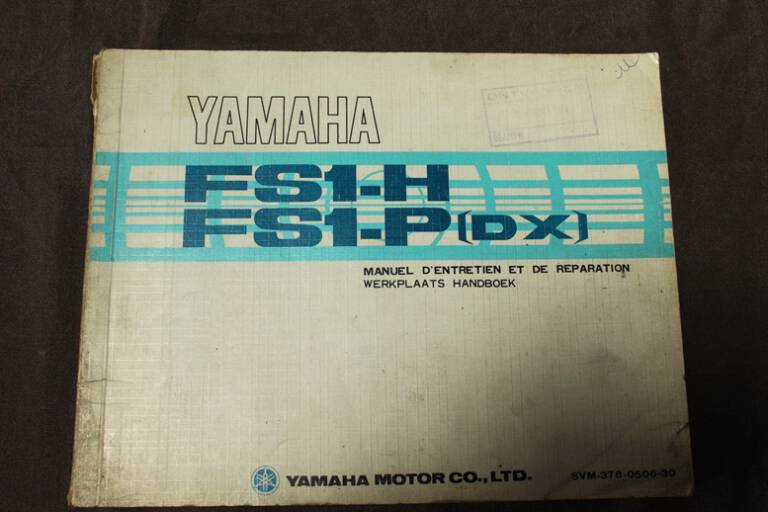 YAMAHA
FS1-H
FS1-P(DX)
MANUEL D'ENTRETIEN ET DE REPARATION
WERKPLAATS HANDBOEK
YAMAHA MOTOR CO., LTD.